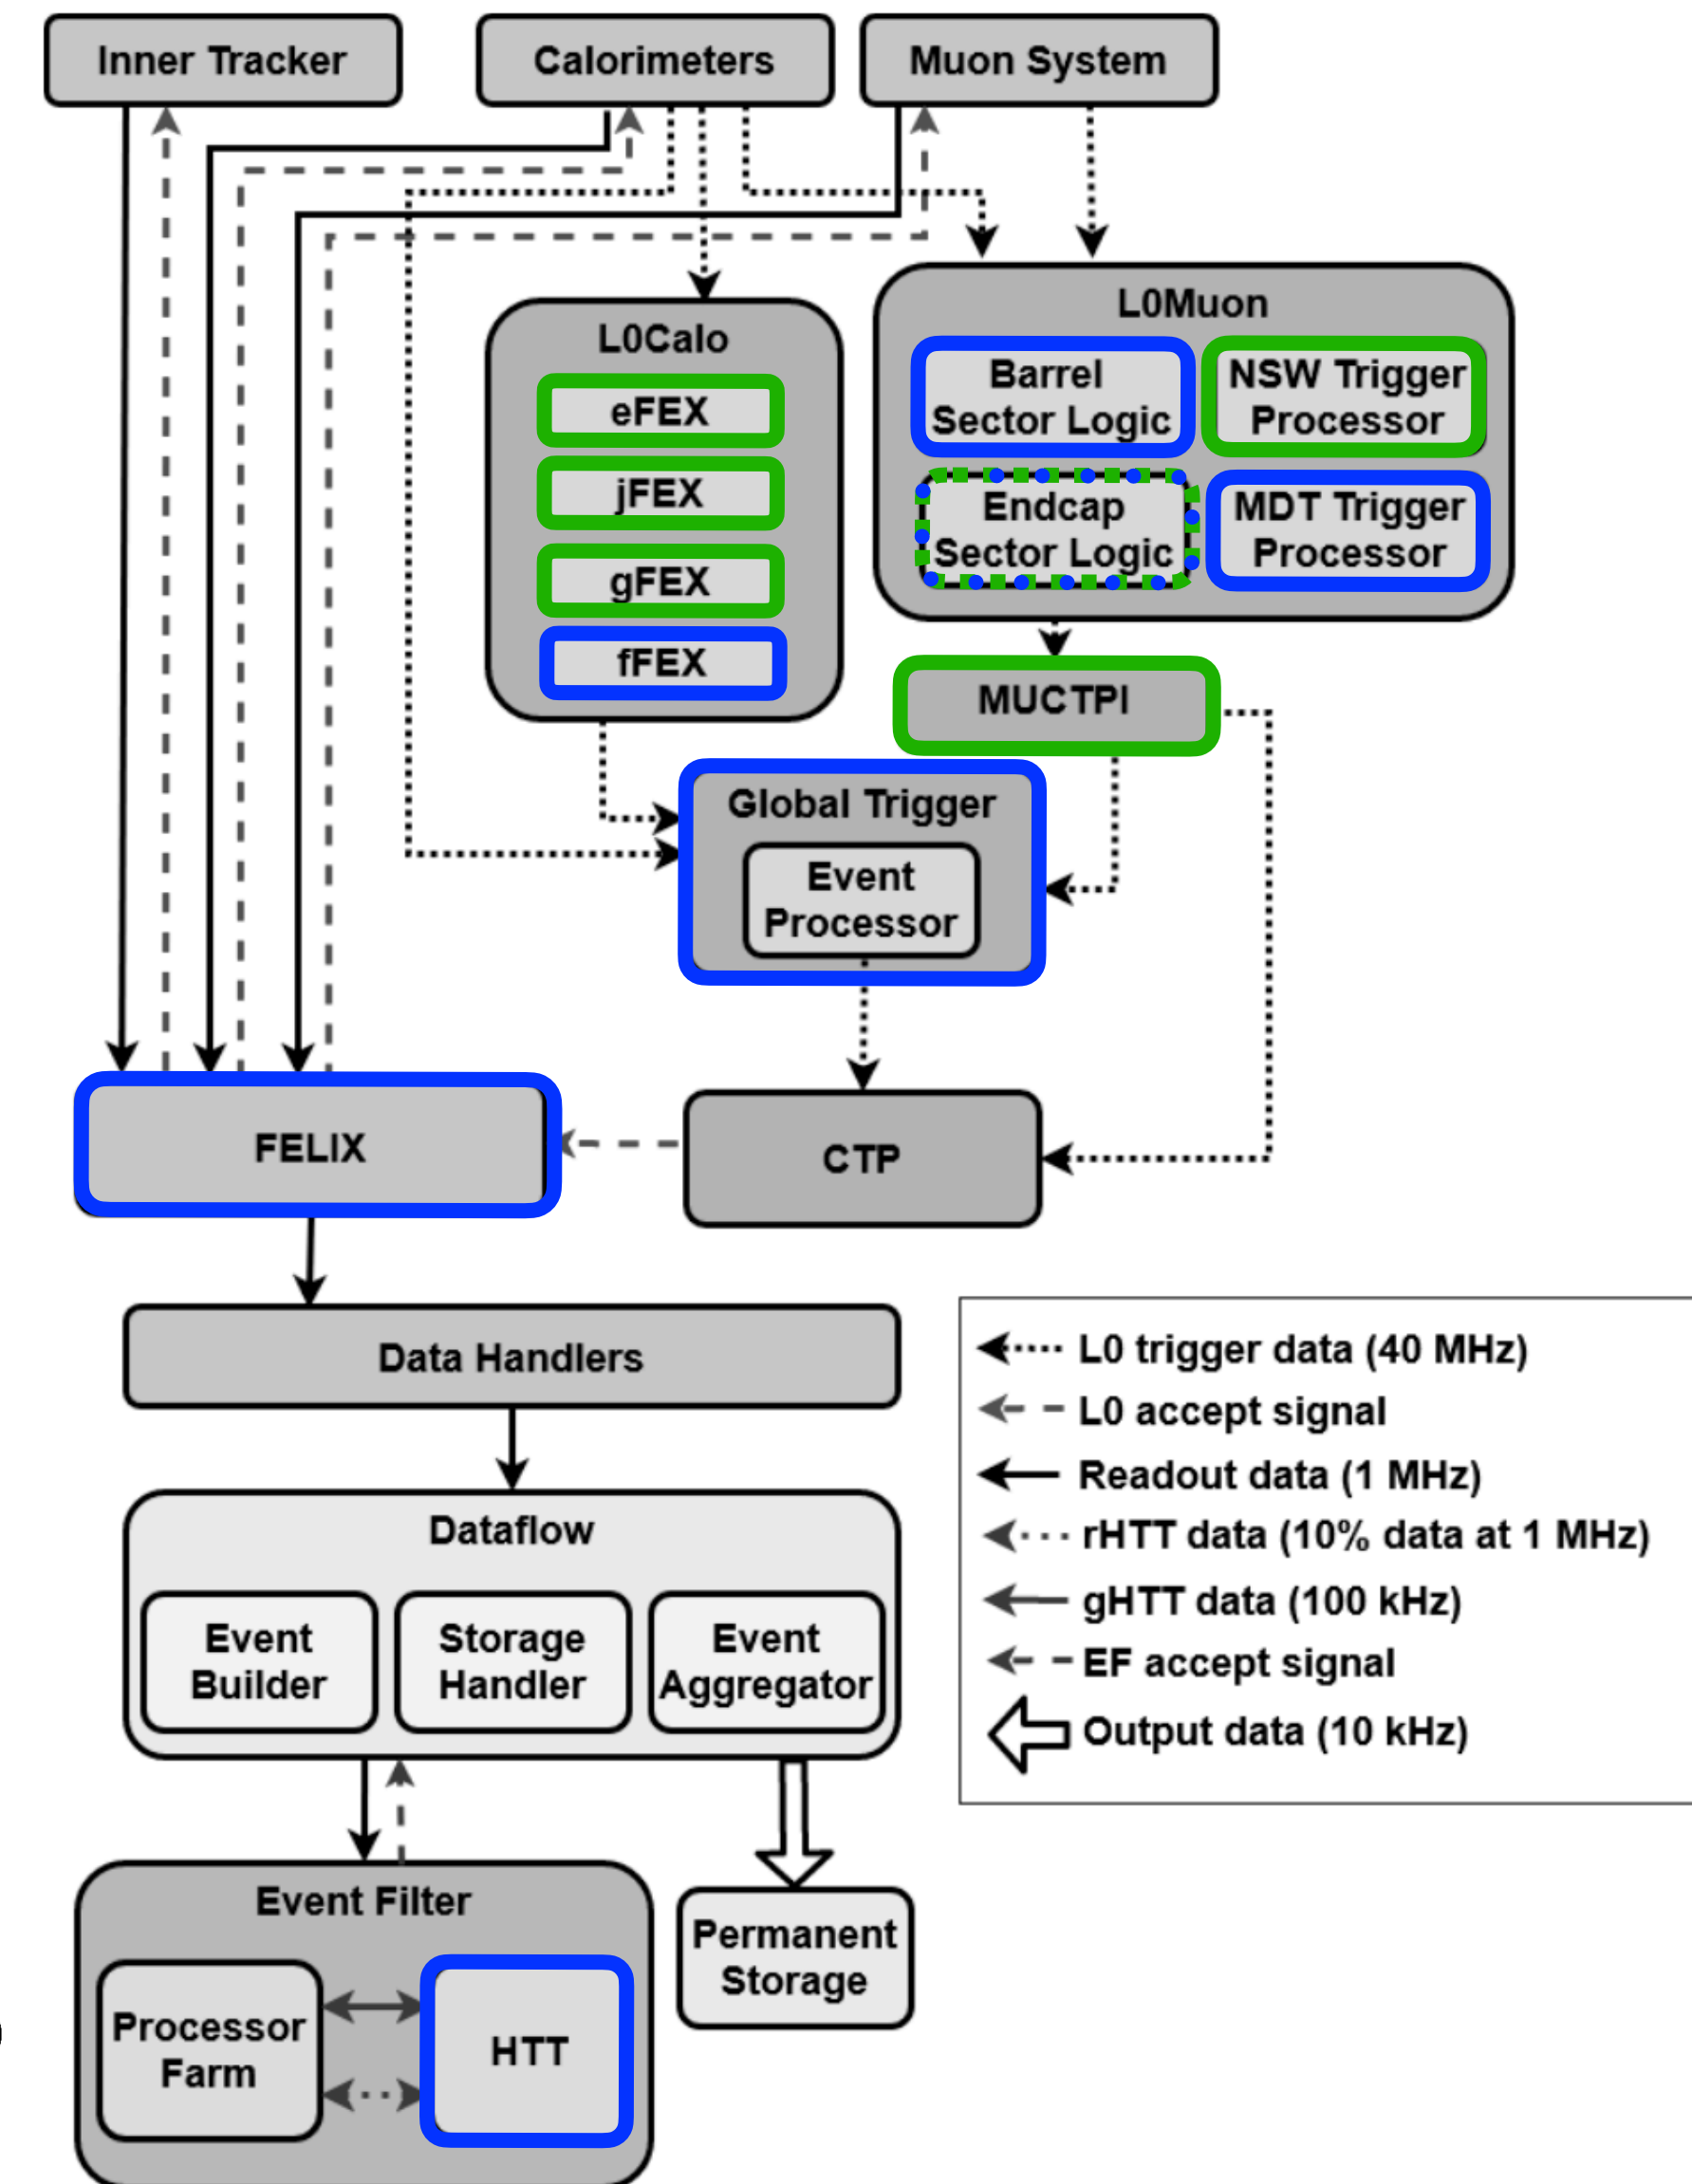 Inner Tracker
Calorimeters
Muon System
L0Calo
eFEX
jFEX
gFEX
fFEX
L0Muon
Barrel
Sector Logic
NSW Trigger
Processor
Endcap
Sector Logic
MDT Trigger
Processor
MUCTPI
Global Trigger
Event
Processor
FELIX
CTP
Data Handlers
Dataflow
Event
Builder
Storage
Handler
Event
Aggregator
L0 trigger data (40 MHz)
L0 accept signal
Readout data (1 MHz)
rHTT data (10% data at 1 MHz)
gHTT data (100 kHz)
EF accept signal
Output data (10 kHz)
Event Filter
Processor
Farm
HTT
Permanent
Storage